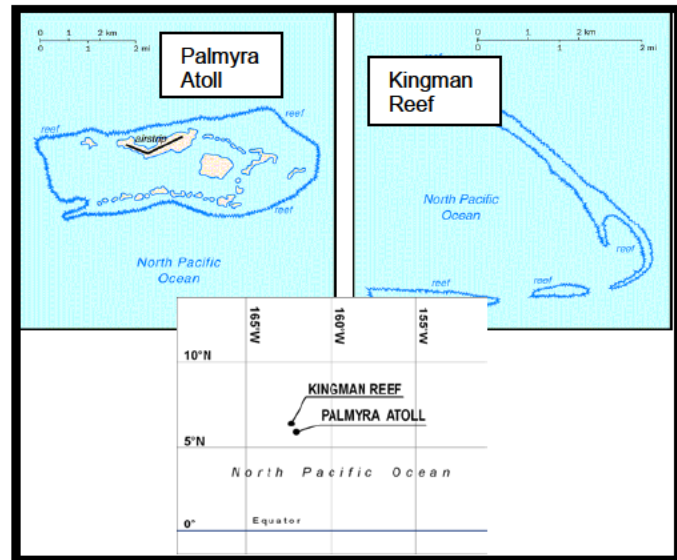 0 1 2 km
0 1 2 mi
Palmyra
Atoll
reef
reef
airstrip
reef
North Pacific
Ocean
0 1 2 km
0 1 2 mi
Kingman
Reef
reef
North Pacific
Ocean
reef
reef
reef
165°W
160°W
155°W
10°N
KINGMAN REEF
PALMYRA ATOLL
5°N
North Pacific Ocean
Equator
0°